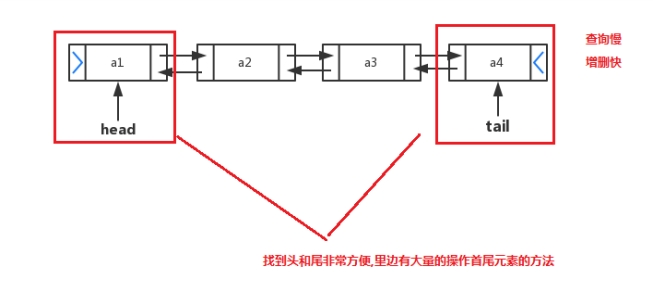 查询慢
增删快
a1
a2
a3
a4
head
tail
找到头和尾非常方便,里边有大量的操作首尾元素的方法